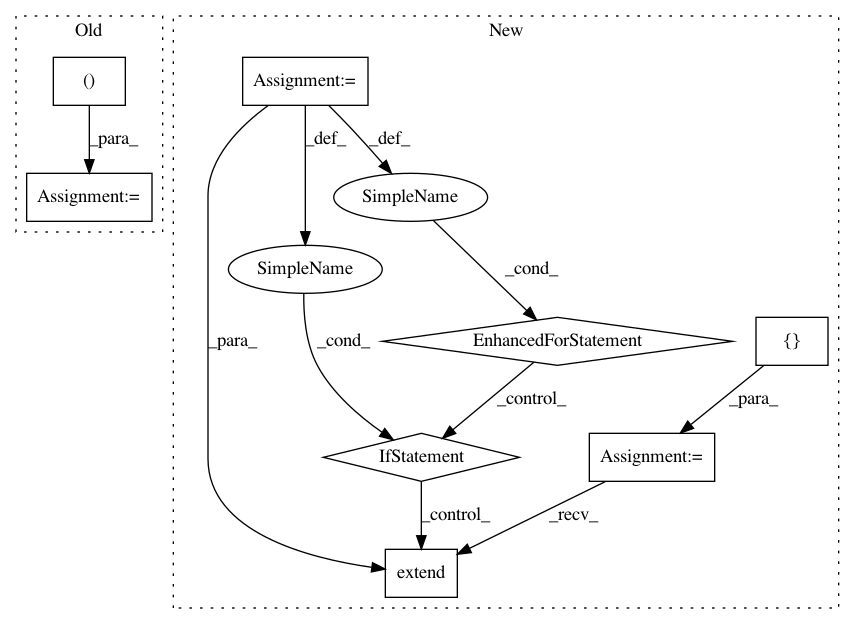 Old
New
()
Assignment:=
_para_
_def_
_def_
Assignment:=
SimpleName
SimpleName
_cond_
_para_
_cond_
EnhancedForStatement
{}
_control_
_para_
IfStatement
Assignment:=
_control_
_recv_
extend